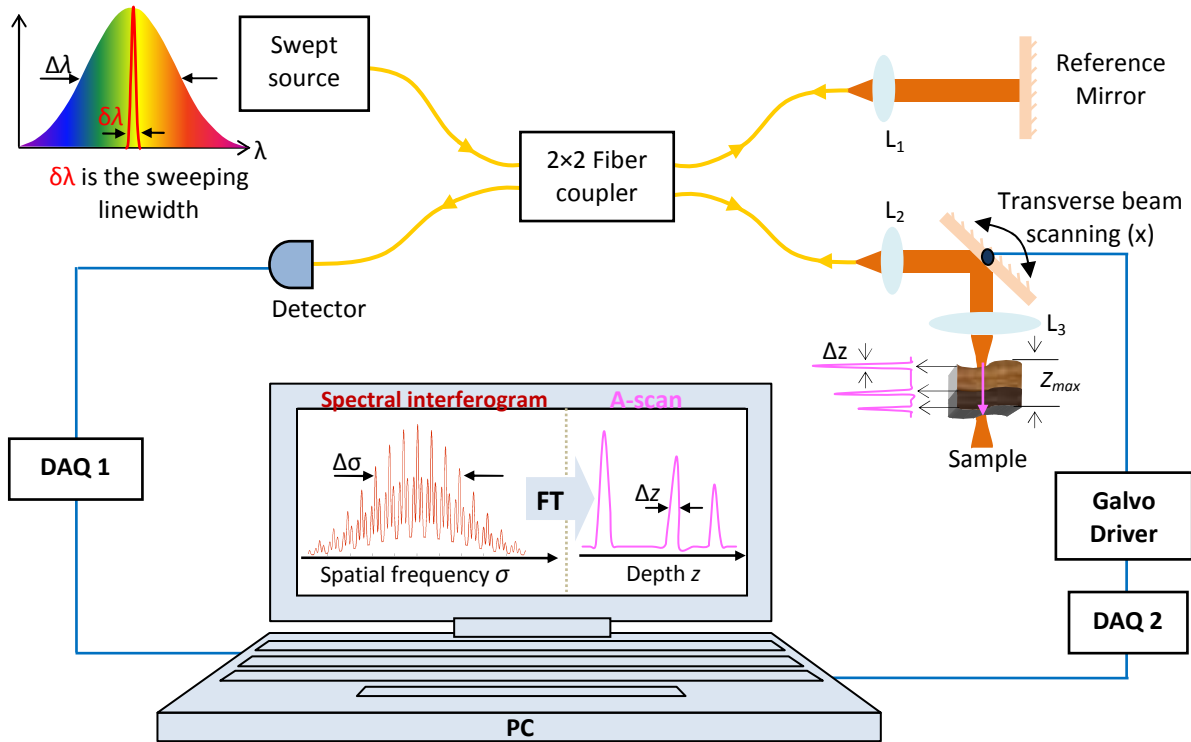 Δλ
δλ
λ
δλ is the sweeping
linewidth
Swept
source
2×2 Fiber
coupler
L1
Reference
Mirror
L2
Transverse beam
scanning (x)
L3
Δz
Zmax
Sample
Detector
DAQ 1
Spectral interferogram
A-scan
Δσ
FT
Δz
Spatial frequency σ
Depth z
PC
Galvo
Driver
DAQ 2